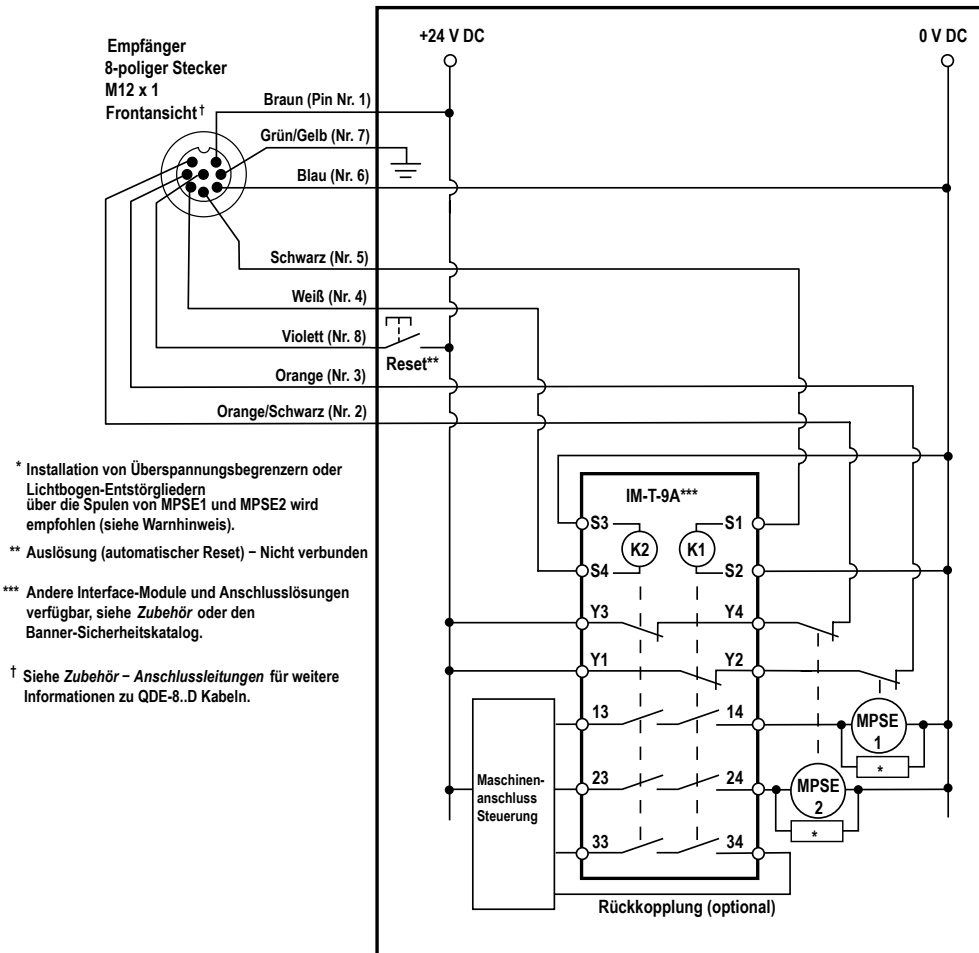 +24 V DC
0 V DC
Empfänger
8-poliger Stecker
M12 x 1
Frontansicht†
Braun (Pin Nr. 1)
Grün/Gelb (Nr. 7)
Blau (Nr. 6)
Schwarz (Nr. 5)
Weiß (Nr. 4)
Violett (Nr. 8)
Reset**
Orange (Nr. 3)
Orange/Schwarz (Nr. 2)
* Installation von Überspannungsbegrenzern oder
Lichtbogen-Entstörgliedern
über die Spulen von MPSE1 und MPSE2 wird
empfohlen (siehe Warnhinweis).
** Auslösung (automatischer Reset) – Nicht verbunden
*** Andere Interface-Module und Anschlusslösungen
verfügbar, siehe Zubehör oder den
Banner-Sicherheitskatalog.
† Siehe Zubehör – Anschlussleitungen für weitere
Informationen zu QDE-8..D Kabeln.
IM-T-9A***
S3
S1
K2
K1
S4
S2
Y3
Y4
Y1
Y2
13
14
MPSE
1
*
23
24
MPSE
2
*
33
34
Maschinen-
anschluss
Steuerung
Rückkopplung (optional)